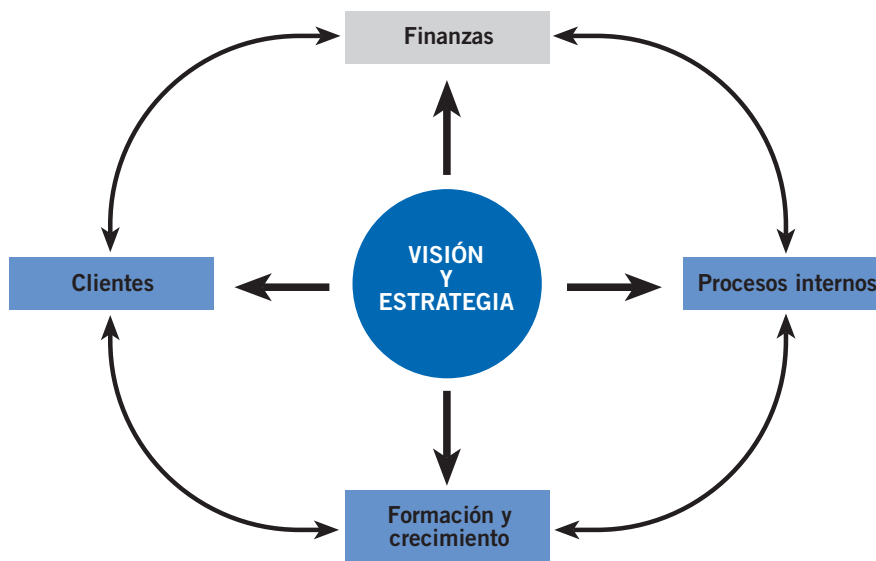 Finanzas
Clientes
VISIÓN
Y
ESTRATEGIA
Procesos internos
Formación y
crecimiento